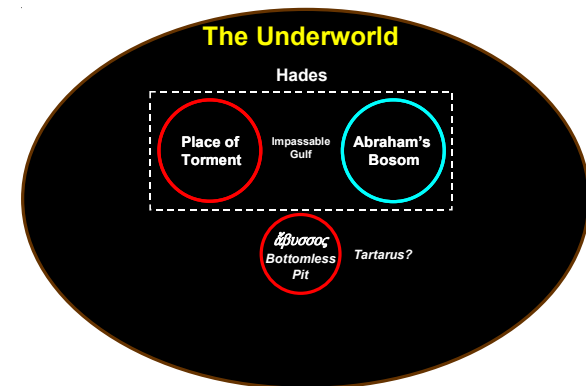 The Underworld
Hades
Place of
Torment
Impassable
Gulf
Abraham's
Bosom
ἄβυσσος
Bottomless
Pit
Tartarus?